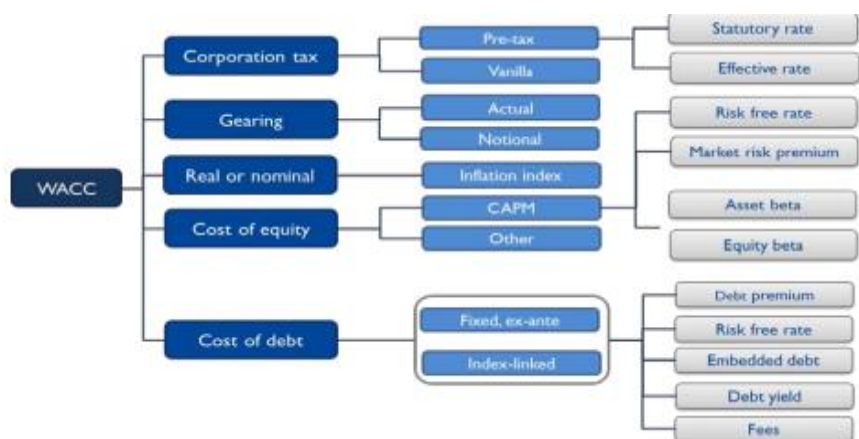 WACC
Corporation tax
Gearing
Real or nominal
Cost of equity
Cost of debt
Pre-tax
Vanilla
Actual
Notional
Inflation index
CAPM
Other
Fixed, ex-ante
Index-linked
Statutory rate
Effective rate
Risk free rate
Market risk premium
Asset beta
Equity beta
Debt premium
Risk free rate
Embedded debt
Debt yield
Fees